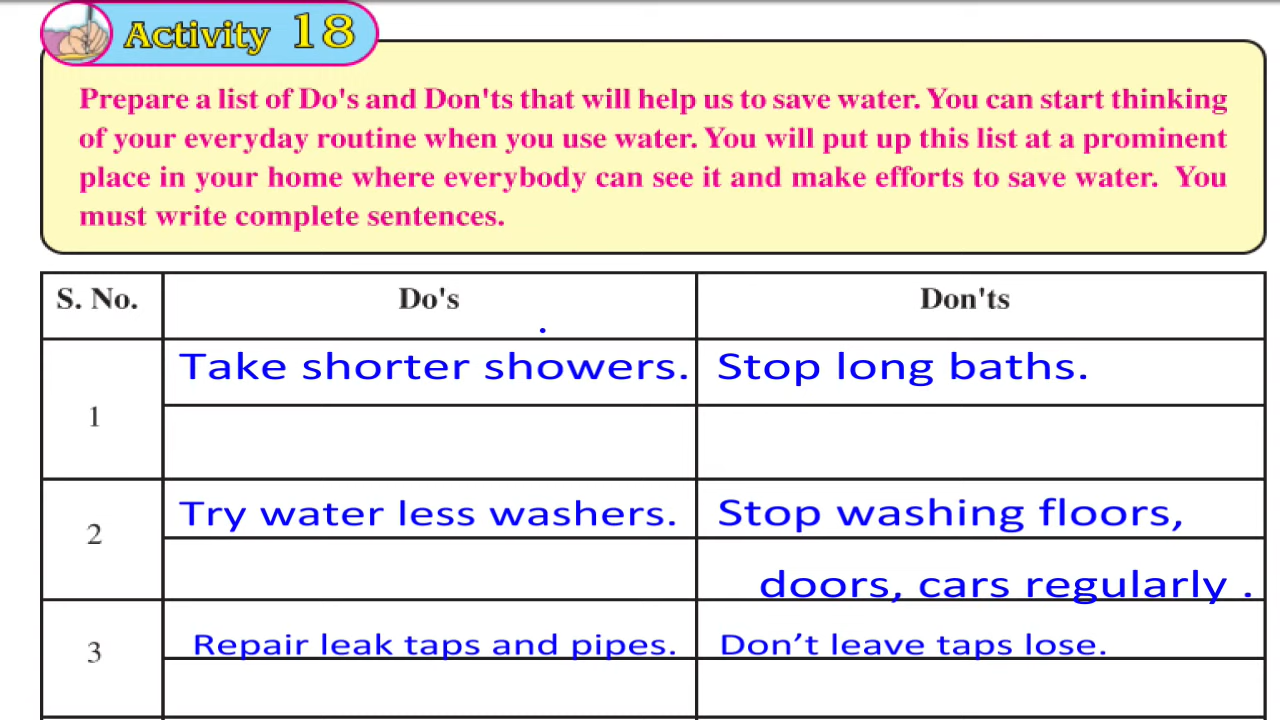 Activity 18
Prepare a list of Do's and Don'ts that will help us to save water. You can start thinking
of your everyday routine when you use water. You will put up this list at a prominent
place in your home where everybody can see it and make efforts to save water. You
must write complete sentences.
S. No. Do's Don'ts
.
Take shorter showers. Stop long baths.
1
Try water less washers. Stop washing floors,
2
doors, cars regularly .
Repair leak taps and pipes. Don’t leave taps lose.
3